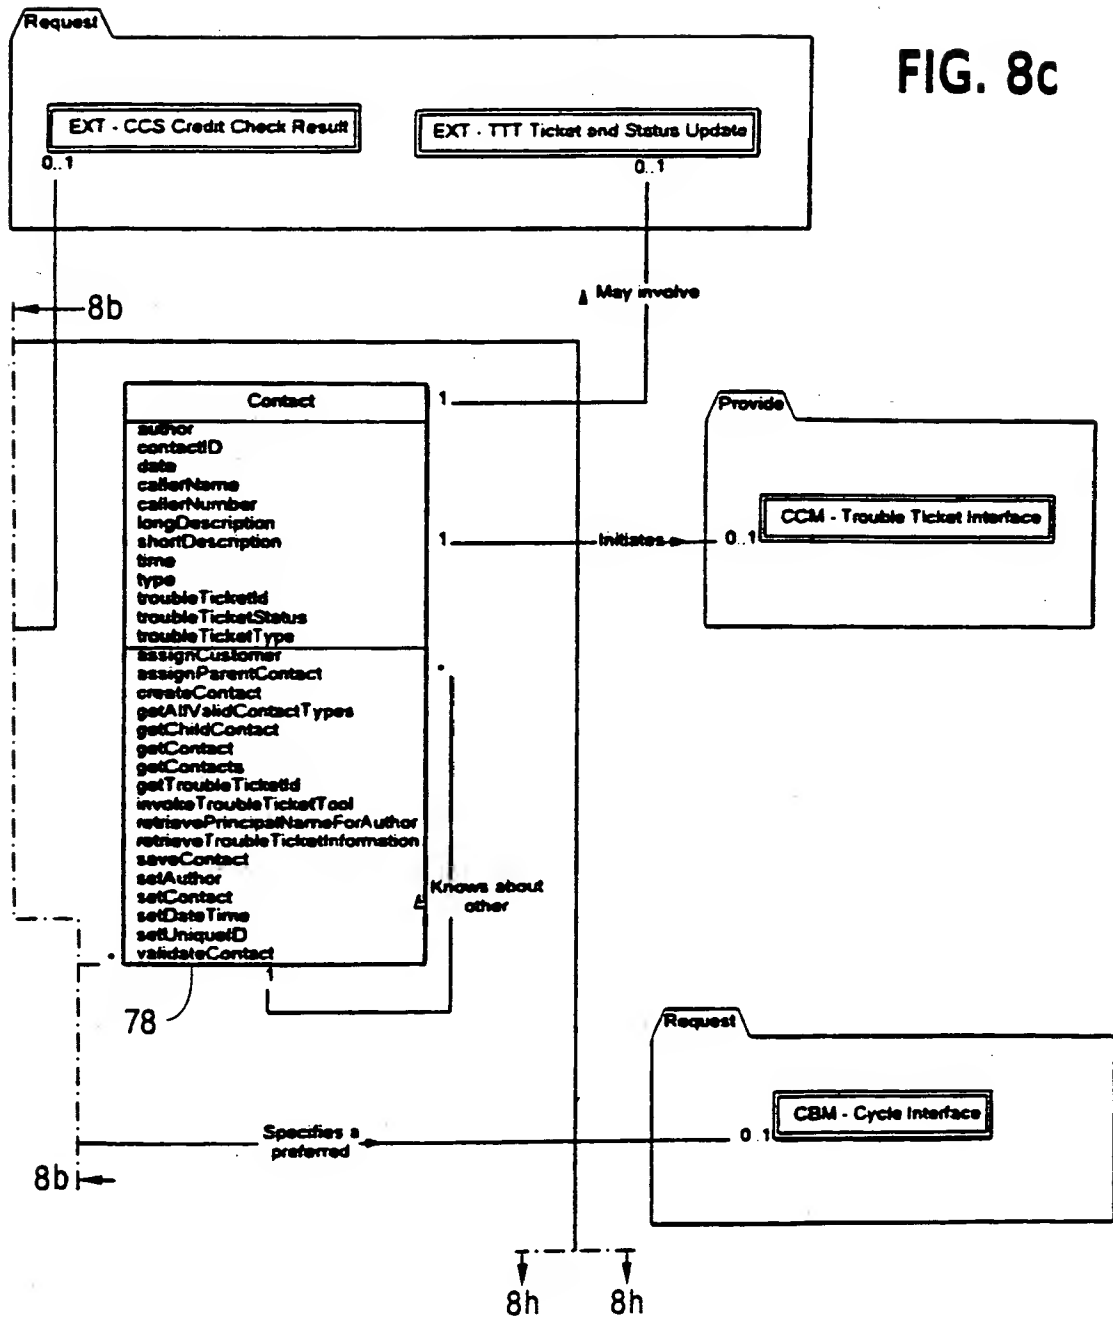 Request
FIG. 8c
EXT - CCS Credit Check Result
EXT - TTT Ticket and Status Update
0..1
0..1
May involve
8b
Contact
1
author
contactID
date
callerName
callerNumber
longDescription
shortDescription
time
type
troubleTicketId
troubleTicketStatus
troubleTicketType
1
Initiates
0..1
Provide
CCM - Trouble Ticket Interface
assignCustomer
assignParentContact
createContact
getAllValidContactTypes
getChildContact
getContact
getContacts
getTroubleTicketId
invokeTroubleTicketTool
retrievePrincipalNameForAuthor
retrieveTroubleTicketInformation
saveContact
setAuthor
setContact
setDateTime
setUniqueID
validateContact
*
Knows about
other
*
1
78
Request
CBM - Cycle Interface
0..1
Specifies a
preferred
8b
8h
8h